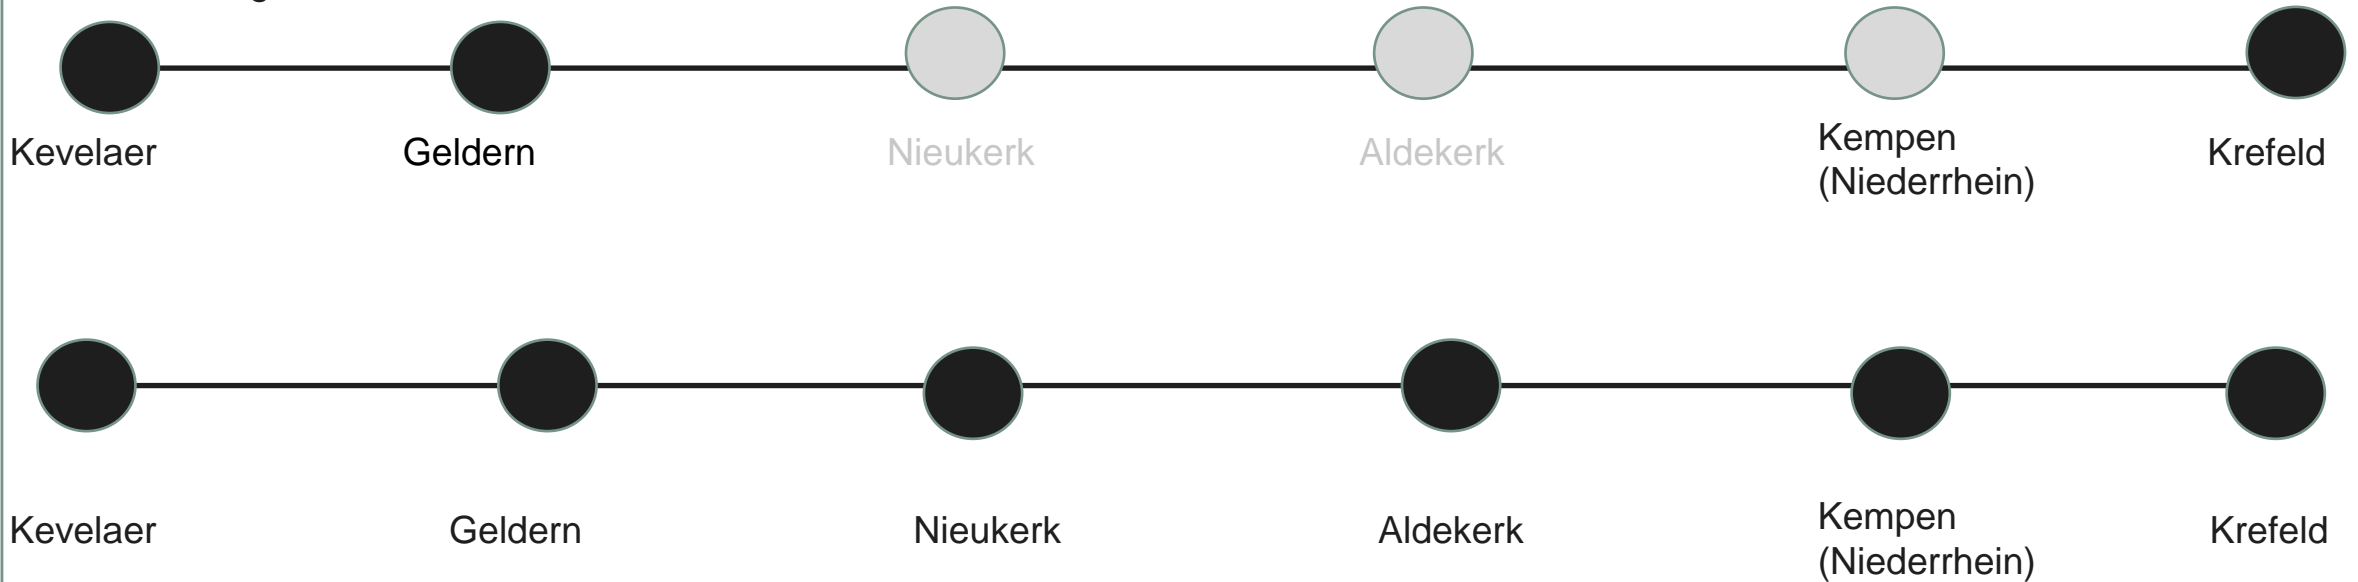 Kevelaer
Geldern
Nieukerk
Aldekerk
Kempen
(Niederrhein)
Krefeld
Kevelaer
Geldern
Nieukerk
Aldekerk
Kempen
(Niederrhein)
Krefeld